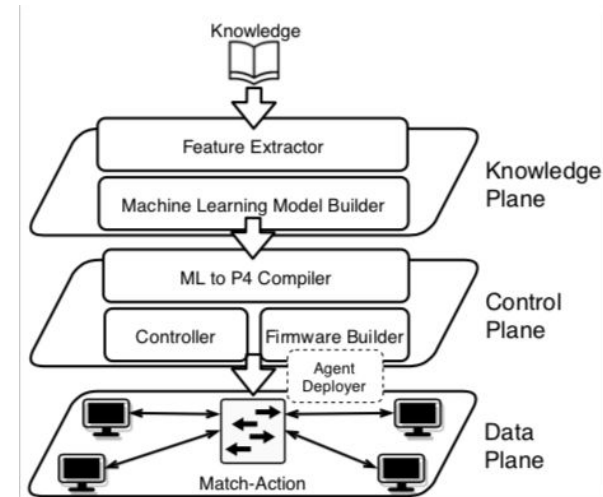 Knowledge
Feature Extractor
Machine Learning Model Builder
Knowledge
Plane
ML to P4 Compiler
Controller
Firmware Builder
Control
Plane
Agent
Deployer
Match-Action
Data
Plane